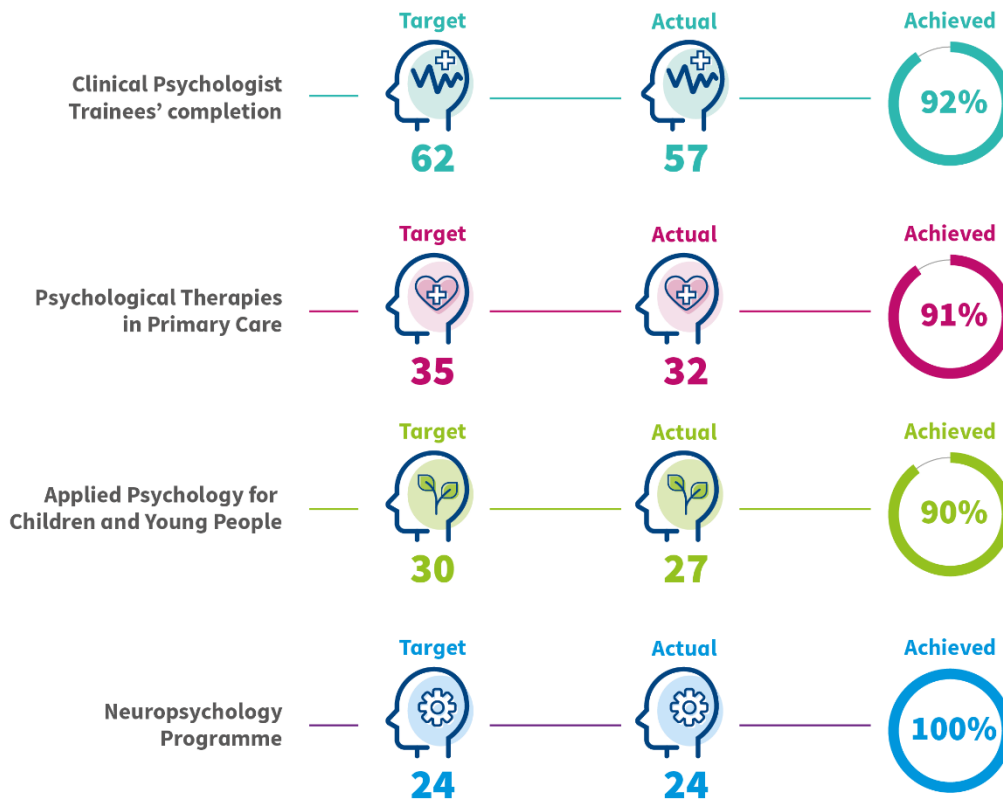 Target Actual Achieved
Clinical Psychologist
Trainees’ completion
92%
62 57
Target Actual Achieved
Psychological Therapies
in Primary Care
91%
35 32
Target Actual Achieved
Applied Psychology for
Children and Young People
90%
30 27
Target Actual Achieved
Neuropsychology
Programme
100%
24 24